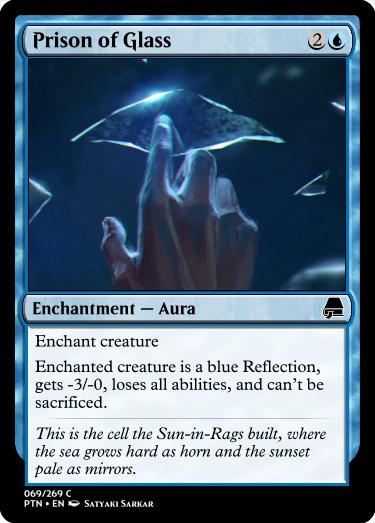 Prison of Glass 2
Enchantment — Aura
Enchant creature
Enchanted creature is a blue Reflection,
gets -3/-0, loses all abilities, and can't be
sacrificed.
This is the cell the Sun-in-Rags built, where
the sea grows hard as horn and the sunset
pale as mirrors.
069/269 C
PTN • EN Satyaki Sarkar